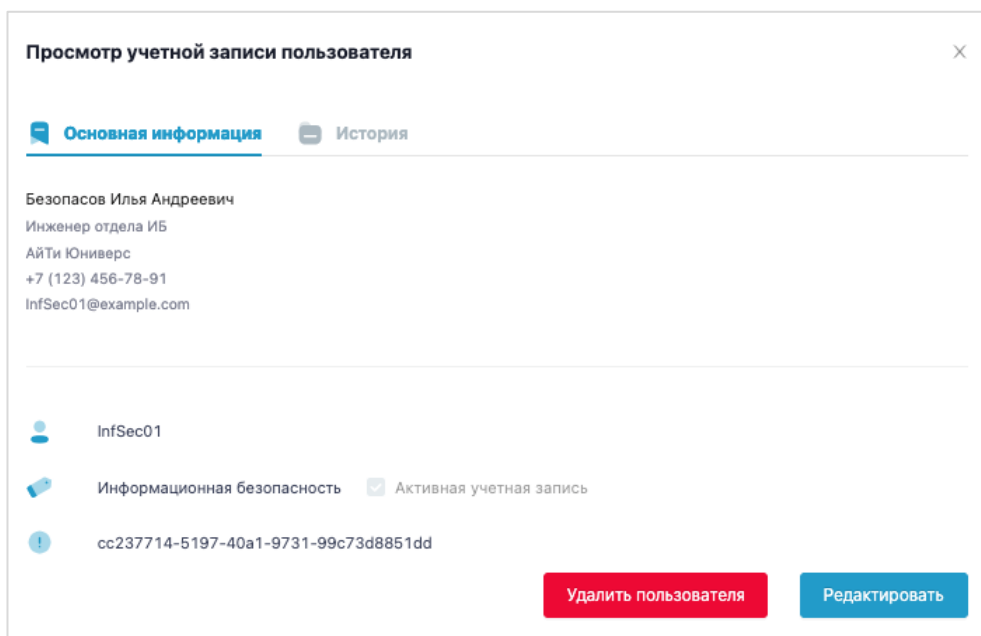 Просмотр учетной записи пользователя
Основная информация История
Безопасов Илья Андреевич
Инженер отдела ИБ
АйТи Юниверс
+7 (123) 456-78-91
InfSec01@example.com
InfSec01
Информационная безопасность Активная учетная запись
cc237714-5197-40a1-9731-99c73d8851dd
Удалить пользователя Редактировать